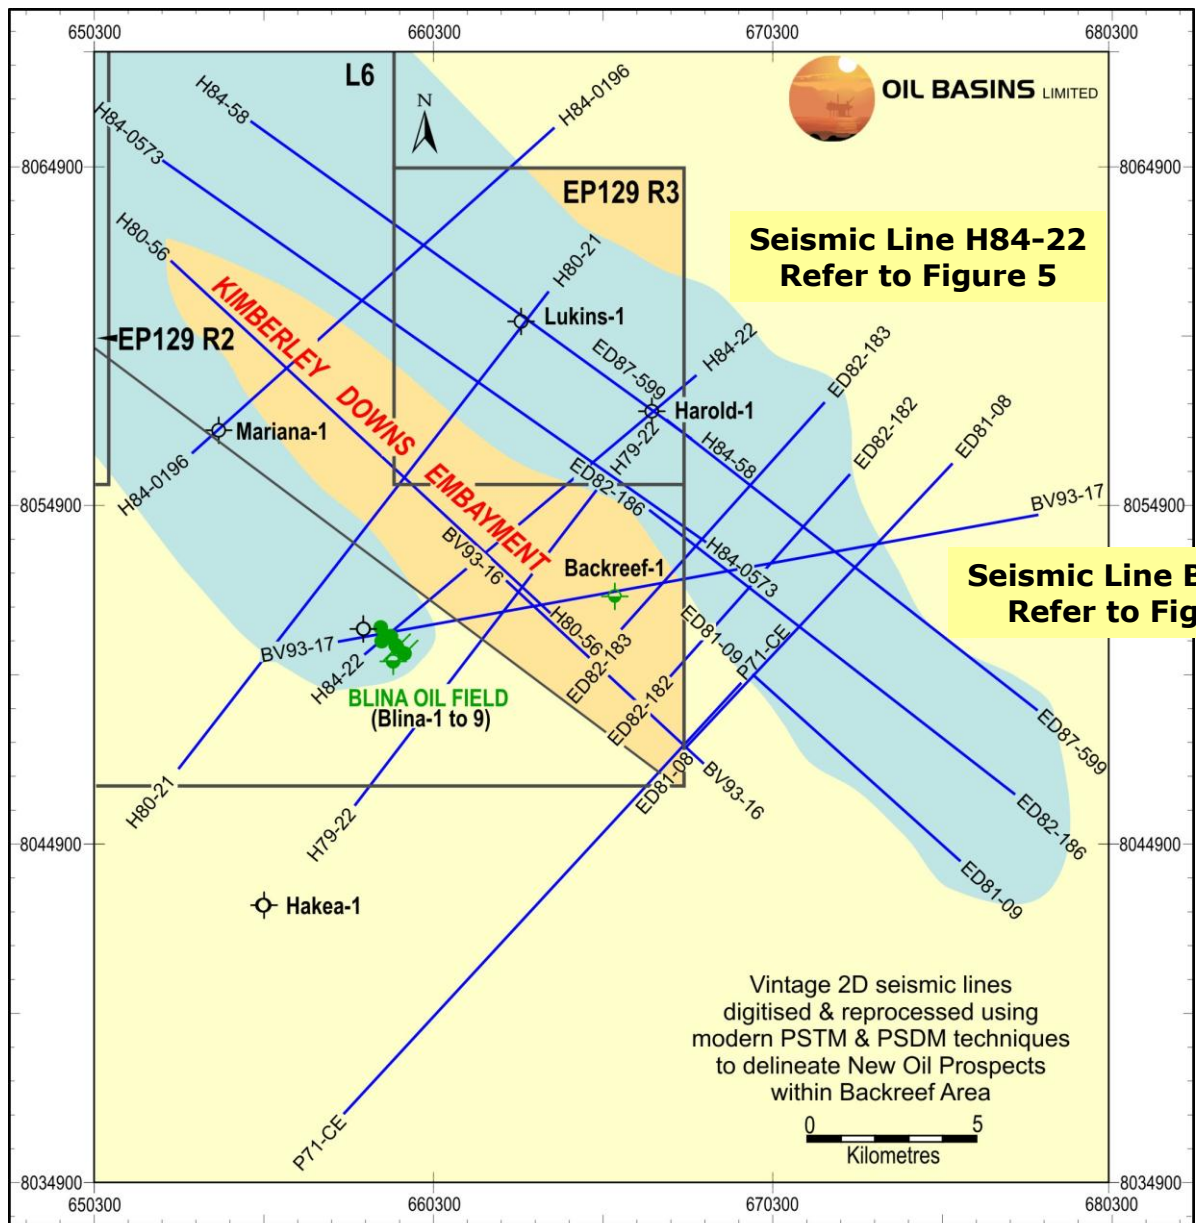 650300
660300
670300
680300
L6
N
H84-0196
OIL BASINS LIMITED
H84-58
H84-0573
8064900
8064900
EP129 R3
H80-56
H80-21
Seismic Line H84-22
Refer to Figure 5
KIMBERLEY DOWNS EMBAYMENT
Lukins-1
EP129 R2
ED87-599
H84-22
ED82-183
Harold-1
ED82-182
ED81-08
Mariana-1
H79-22
H84-58
H84-0196
ED82-186
8054900
8054900
BV93-17
BV93-16
Backreef-1
H84-0573
Seismic Line B
Refer to Fig
H80-56
ED81-09
P71-CE
BV93-17
H84-22
ED82-183
BLINA OIL FIELD
(Blina-1 to 9)
ED82-182
ED87-599
ED81-08
BV93-16
H80-21
H79-22
ED82-186
8044900
8044900
ED81-09
Hakea-1
Vintage 2D seismic lines
digitised & reprocessed using
modern PSTM & PSDM techniques
to delineate New Oil Prospects
within Backreef Area
0
5
Kilometres
P71-CE
8034900
8034900
650300
660300
670300
680300